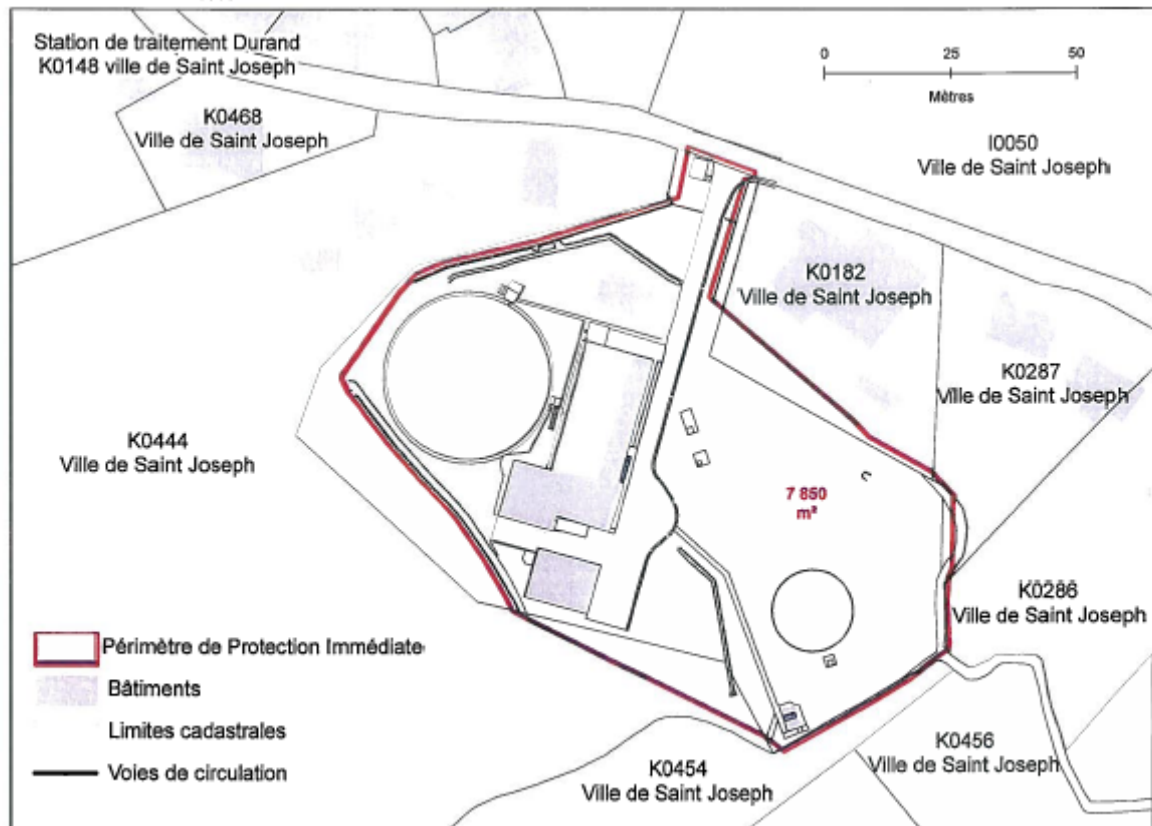 Station de traitement Durand
K0148 ville de Saint Joseph
0 25 50
Mètres
K0468
Ville de Saint Joseph
I0050
Ville de Saint Joseph
K0182
Ville de Saint Joseph
K0287
Ville de Saint Joseph
K0444
Ville de Saint Joseph
7 850
m²
K0286
Ville de Saint Joseph
Périmètre de Protection Immédiate
Bâtiments
Limites cadastrales
Voies de circulation
K0456
Ville de Saint Joseph
K0454
Ville de Saint Joseph